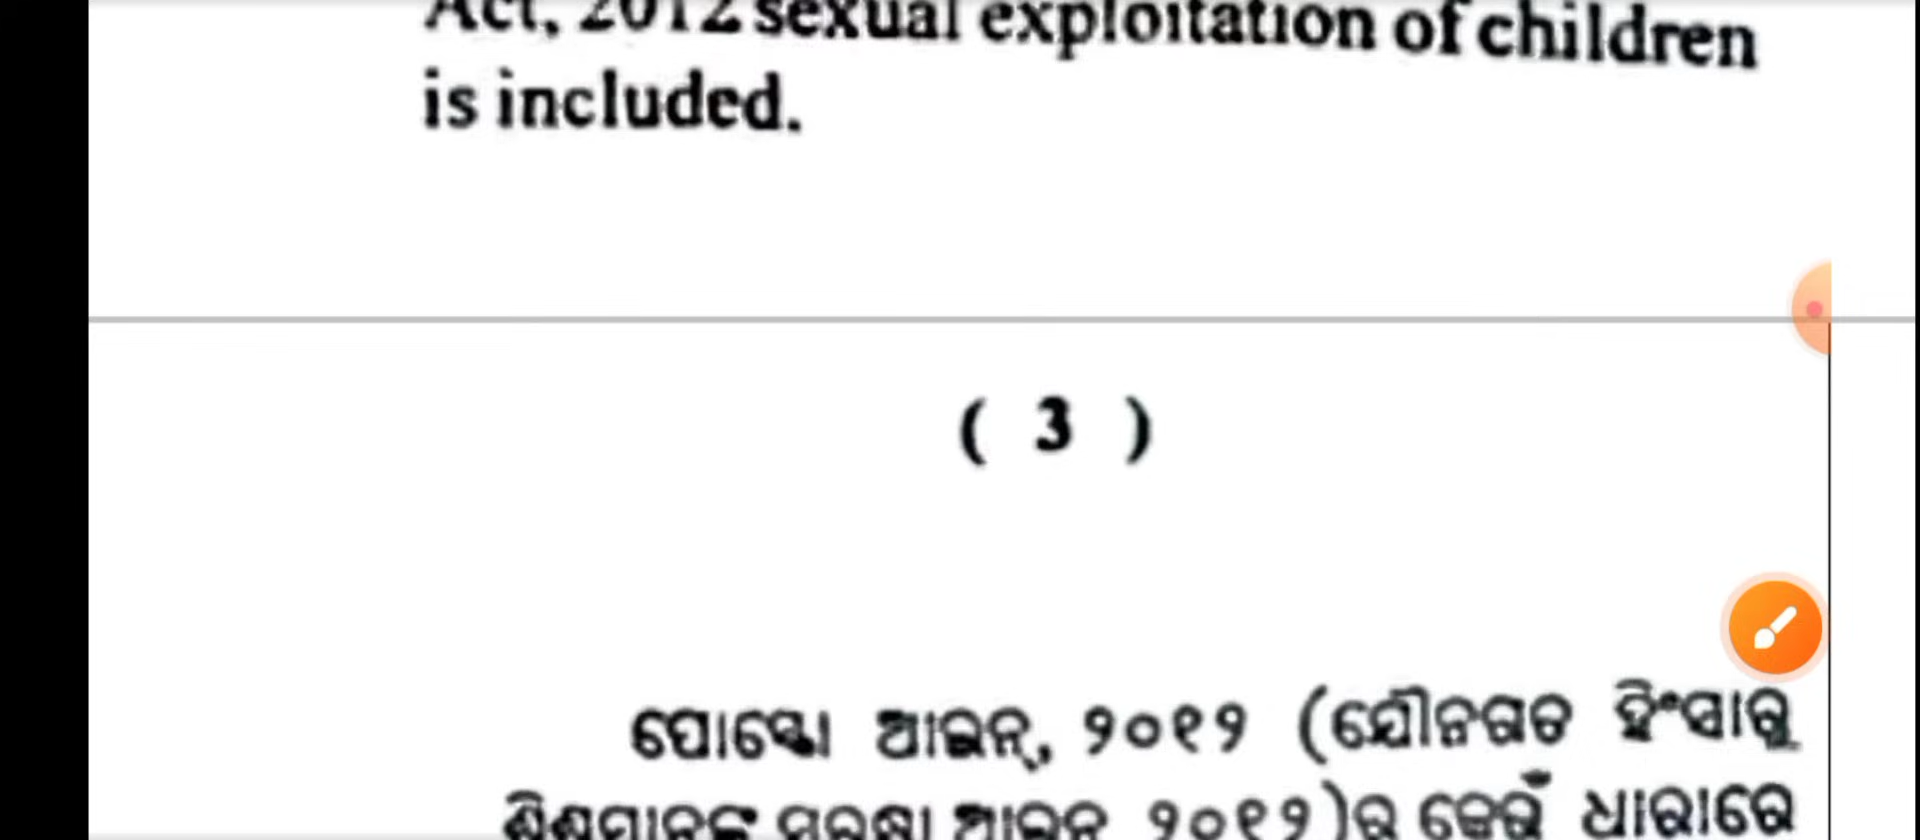 Act, 2012 sexual exploitation of children
is included.
( 3 )
ପୋସ୍କୋ ଆଇନ୍, ୨୦୧୨ (ଯୌନଗତ ହିଂସାରୁ
ଶିଶୁମାନଙ୍କ ସୁରକ୍ଷା ଆଇନ ୨୦୧୨)ର କେଉଁ ଧାରାରେ